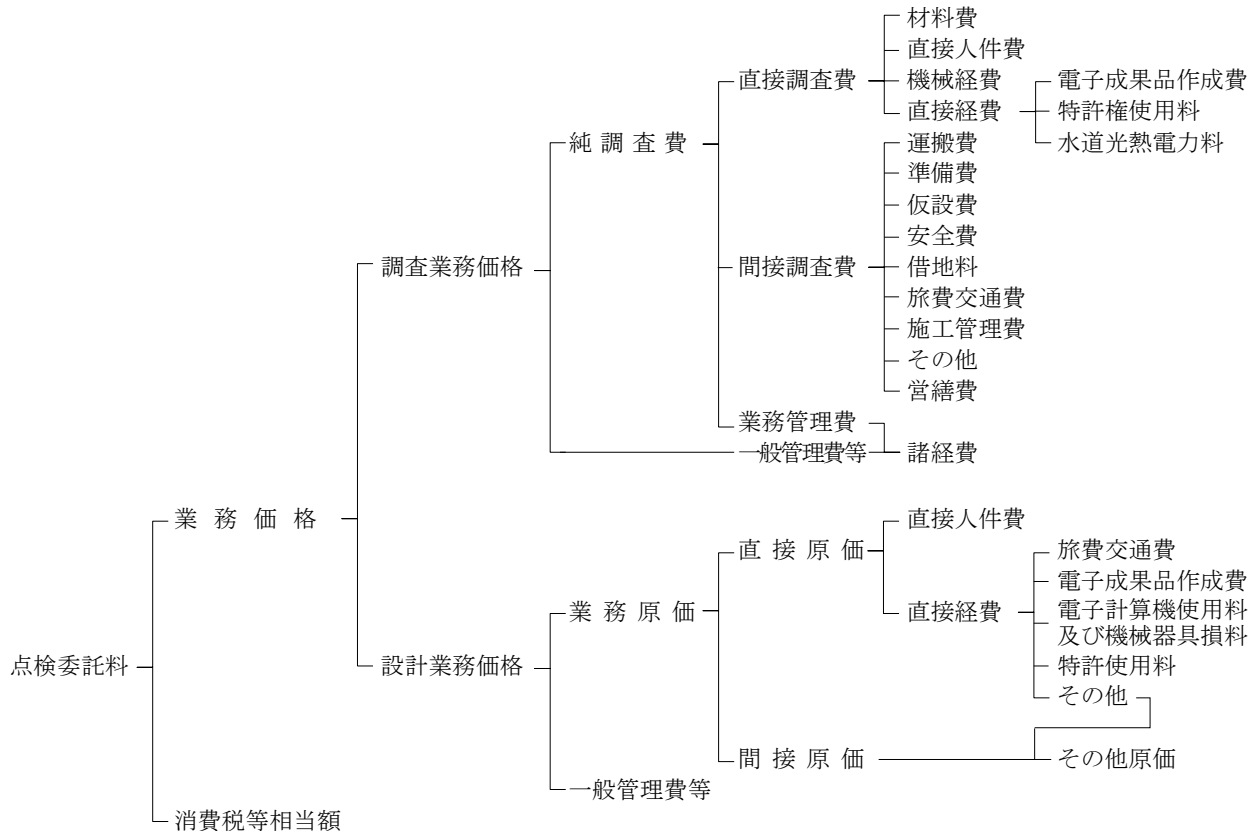 材料費
直接人件費
直接調査費
機械経費
電子成果品作成費
直接経費
特許権使用料
純調査費
運搬費
水道光熱電力料
準備費
仮設費
安全費
調査業務価格
間接調査費
借地料
旅費交通費
施工管理費
その他
営繕費
業務管理費
一般管理費等
諸経費
業務価格
直接人件費
直接原価
旅費交通費
電子成果品作成費
業務原価
直接経費
電子計算機使用料
及び機械器具損料
点検委託料
設計業務価格
特許使用料
その他
間接原価
その他原価
一般管理費等
消費税等相当額